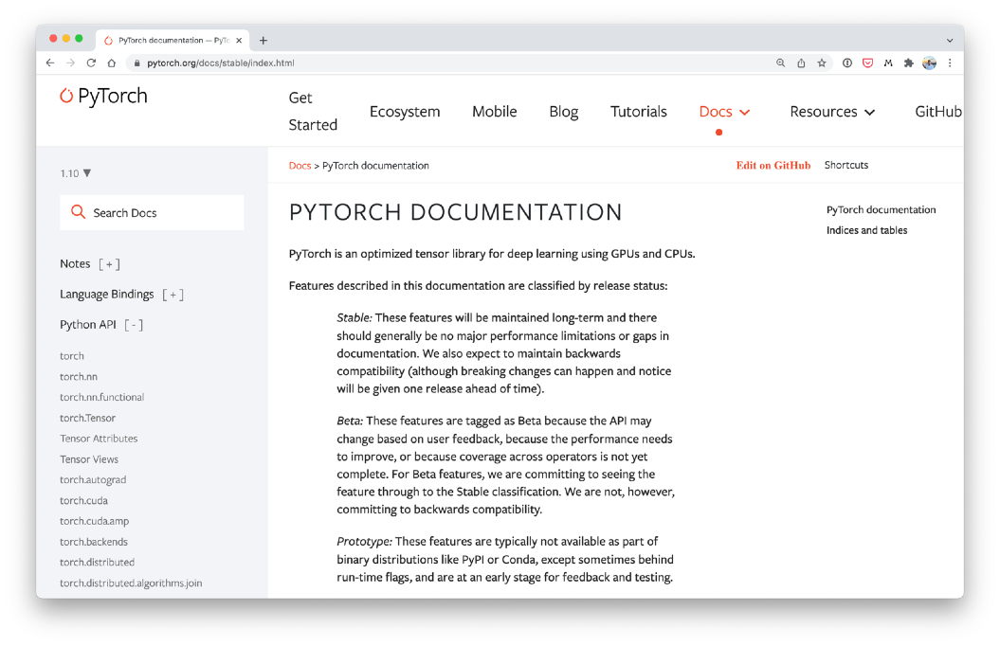 PyTorch documentation — PyTo
pytorch.org/docs/stable/index.html
PyTorch
Get Started
Ecosystem
Mobile
Blog
Tutorials
Docs
Resources
GitHub
1.10 ▼
Search Docs
Notes [ + ]
Language Bindings [ + ]
Python API [ - ]
torch
torch.nn
torch.nn.functional
torch.Tensor
Tensor Attributes
Tensor Views
torch.autograd
torch.cuda
torch.cuda.amp
torch.backends
torch.distributed
torch.distributed.algorithms.join
Docs > PyTorch documentation
Edit on GitHub
Shortcuts
PYTORCH DOCUMENTATION
PyTorch is an optimized tensor library for deep learning using GPUs and CPUs.
Features described in this documentation are classified by release status:
Stable: These features will be maintained long-term and there
should generally be no major performance limitations or gaps in
documentation. We also expect to maintain backwards
compatibility (although breaking changes can happen and notice
will be given one release ahead of time).
Beta: These features are tagged as Beta because the API may
change based on user feedback, because the performance needs
to improve, or because coverage across operators is not yet
complete. For Beta features, we are committing to seeing the
feature through to the Stable classification. We are not, however,
committing to backwards compatibility.
Prototype: These features are typically not available as part of
binary distributions like PyPI or Conda, except sometimes behind
run-time flags, and are at an early stage for feedback and testing.
PyTorch documentation
Indices and tables